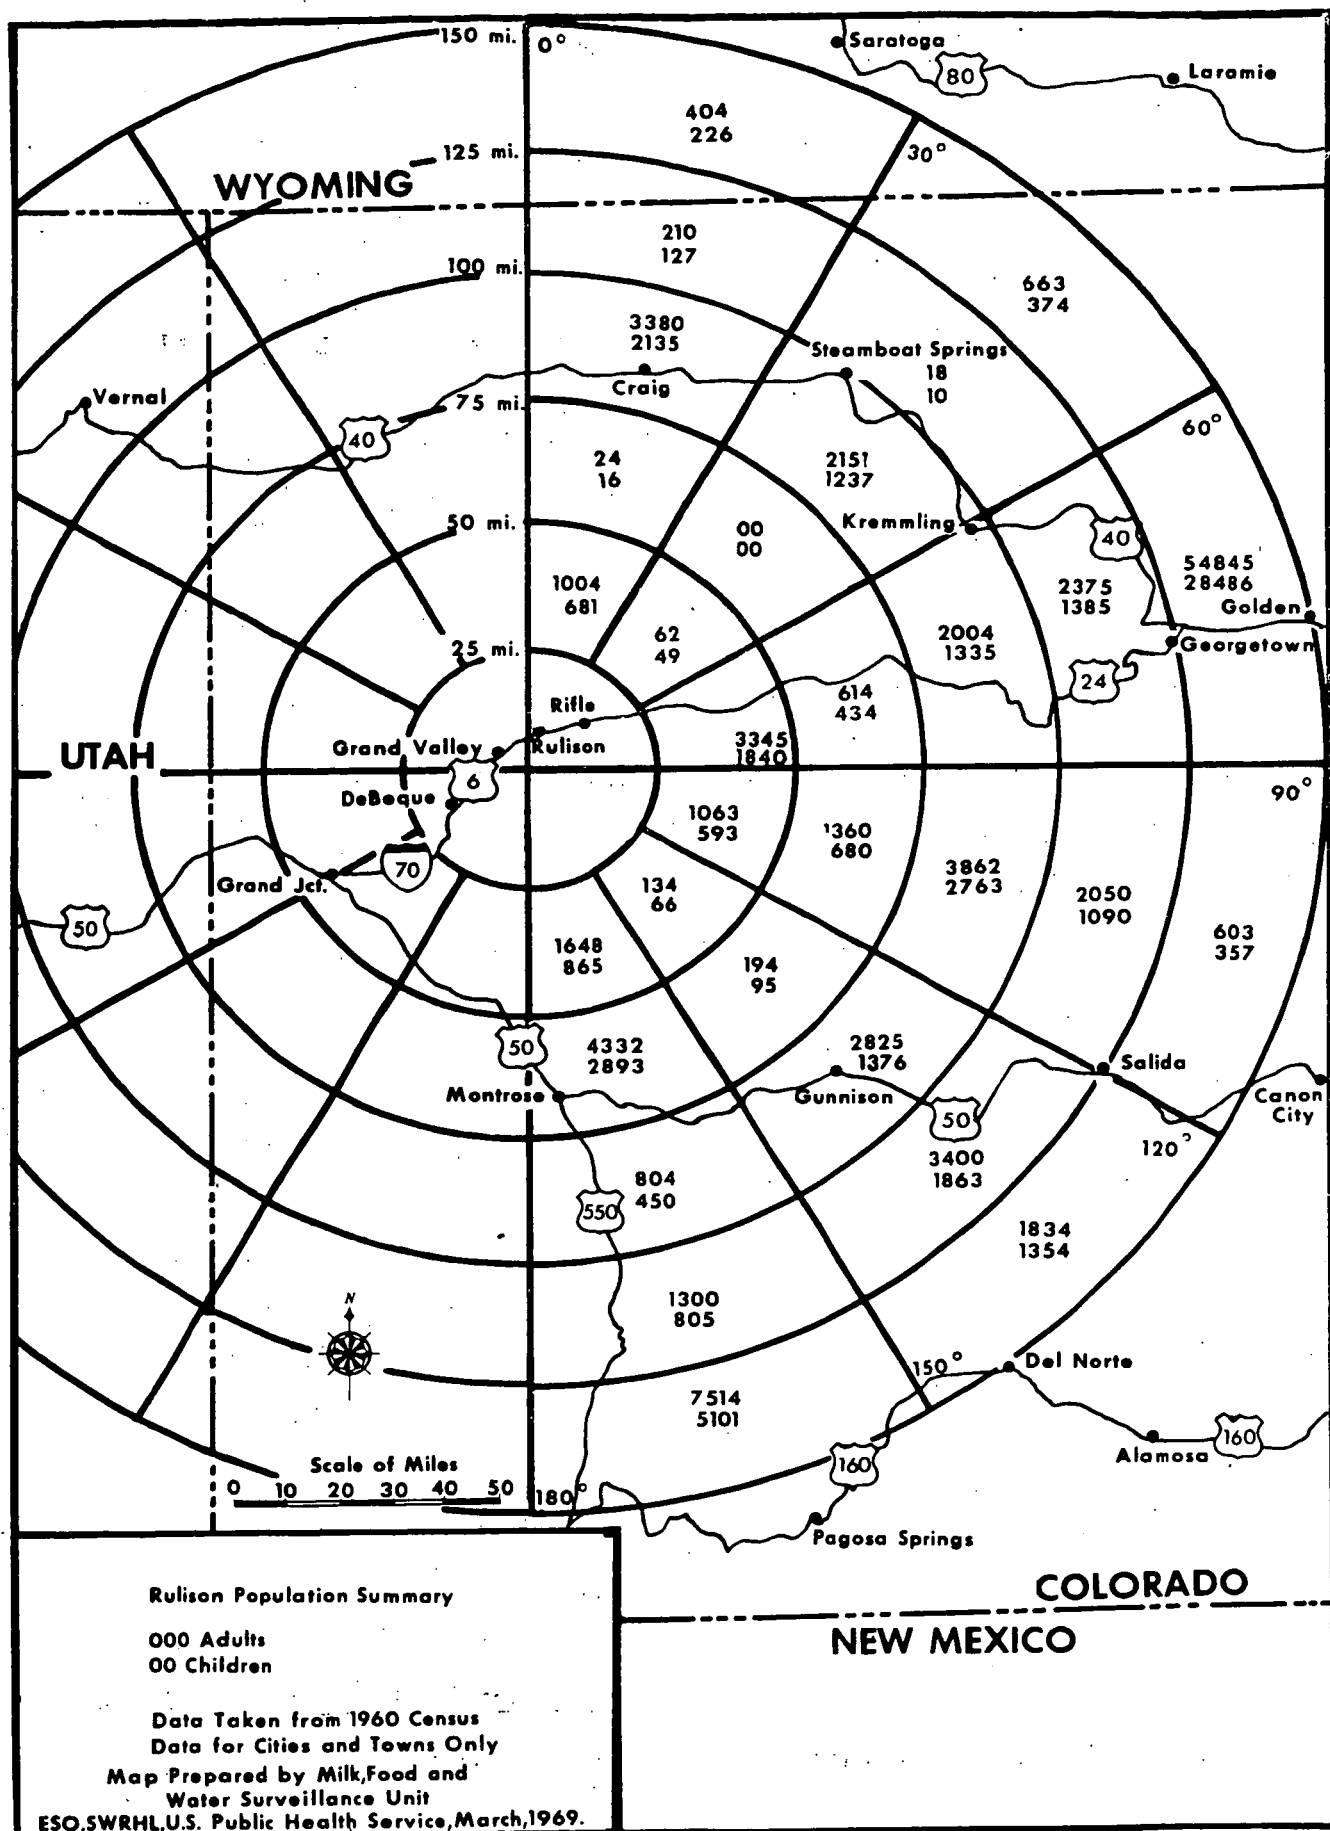 150 mi.
0°
Saratoga
80
Laramie
404
226
125 mi.
30°
WYOMING
210
127
100 mi.
663
374
3380
2135
Steamboat Springs
18
10
Craig
Vernal
75 mi.
40
60°
24
16
2151
1237
50 mi.
00
00
Kremmling
40
54845
28486
1004
681
2375
1385
Golden
62
49
2004
1335
Georgetown
25 mi.
24
614
434
Rifle
Grand Valley
Rulison
3345
1840
UTAH
6
90°
DeBeque
1063
593
1360
680
70
Grand Jct.
3862
2763
134
66
2050
1090
50
603
357
1648
865
194
95
50
4332
2893
2825
1376
Salida
Montrose
Gunnison
Canon
City
50
120°
3400
1863
804
450
550
1834
1354
1300
805
N
150°
Del Norte
7514
5101
160
Alamosa
160
Scale of Miles
0 10 20 30 40 50
180°
Pagosa Springs
COLORADO
NEW MEXICO
Rulison Population Summary
000 Adults
00 Children
Data Taken from 1960 Census
Data for Cities and Towns Only
Map Prepared by Milk,Food and
Water Surveillance Unit
ESO,SWRHL,U.S. Public Health Service,March,1969.